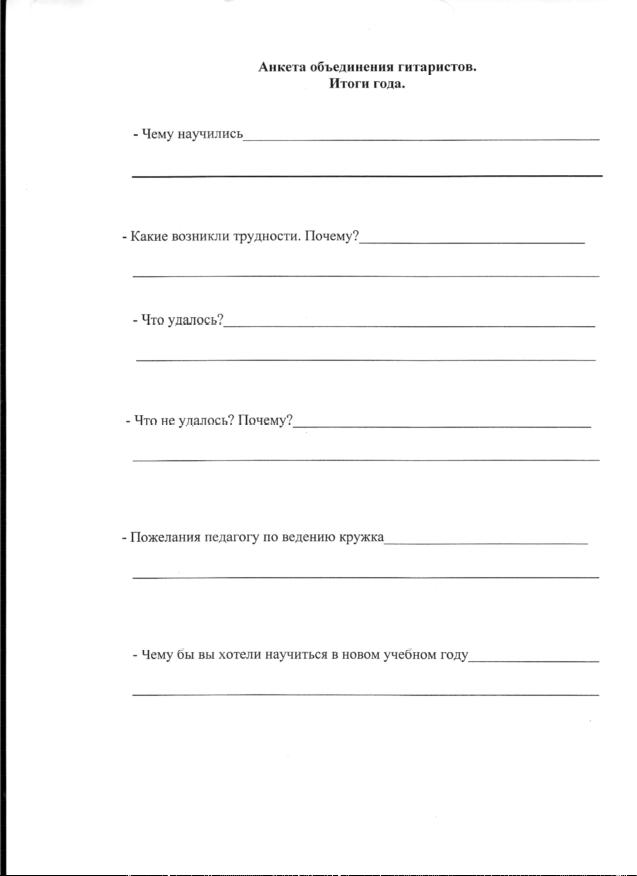 Анкета объединения гитаристов.
Итоги года.
- Чему научились
- Какие возникли трудности. Почему?
- Что удалось?
- Что не удалось? Почему?
- Пожелания педагогу по ведению кружка
- Чему бы вы хотели научиться в новом учебном году